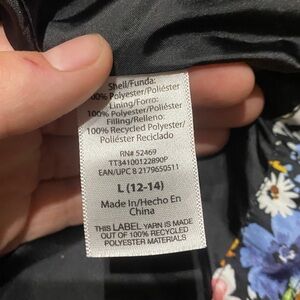 Shell/Funda:
100% Polyester/Poliéster
Lining/Forro:
100% Polyester/Poliéster
Filling/Relleno:
100% Recycled Polyester/
Poliéster Reciclado
RN# 52469
TT34100122890P
EAN/UPC 8 2179650511
L (12-14)
Made In/Hecho En
China
THIS LABEL YARN IS MADE
OUT OF 100% RECYCLED
POLYESTER MATERIALS